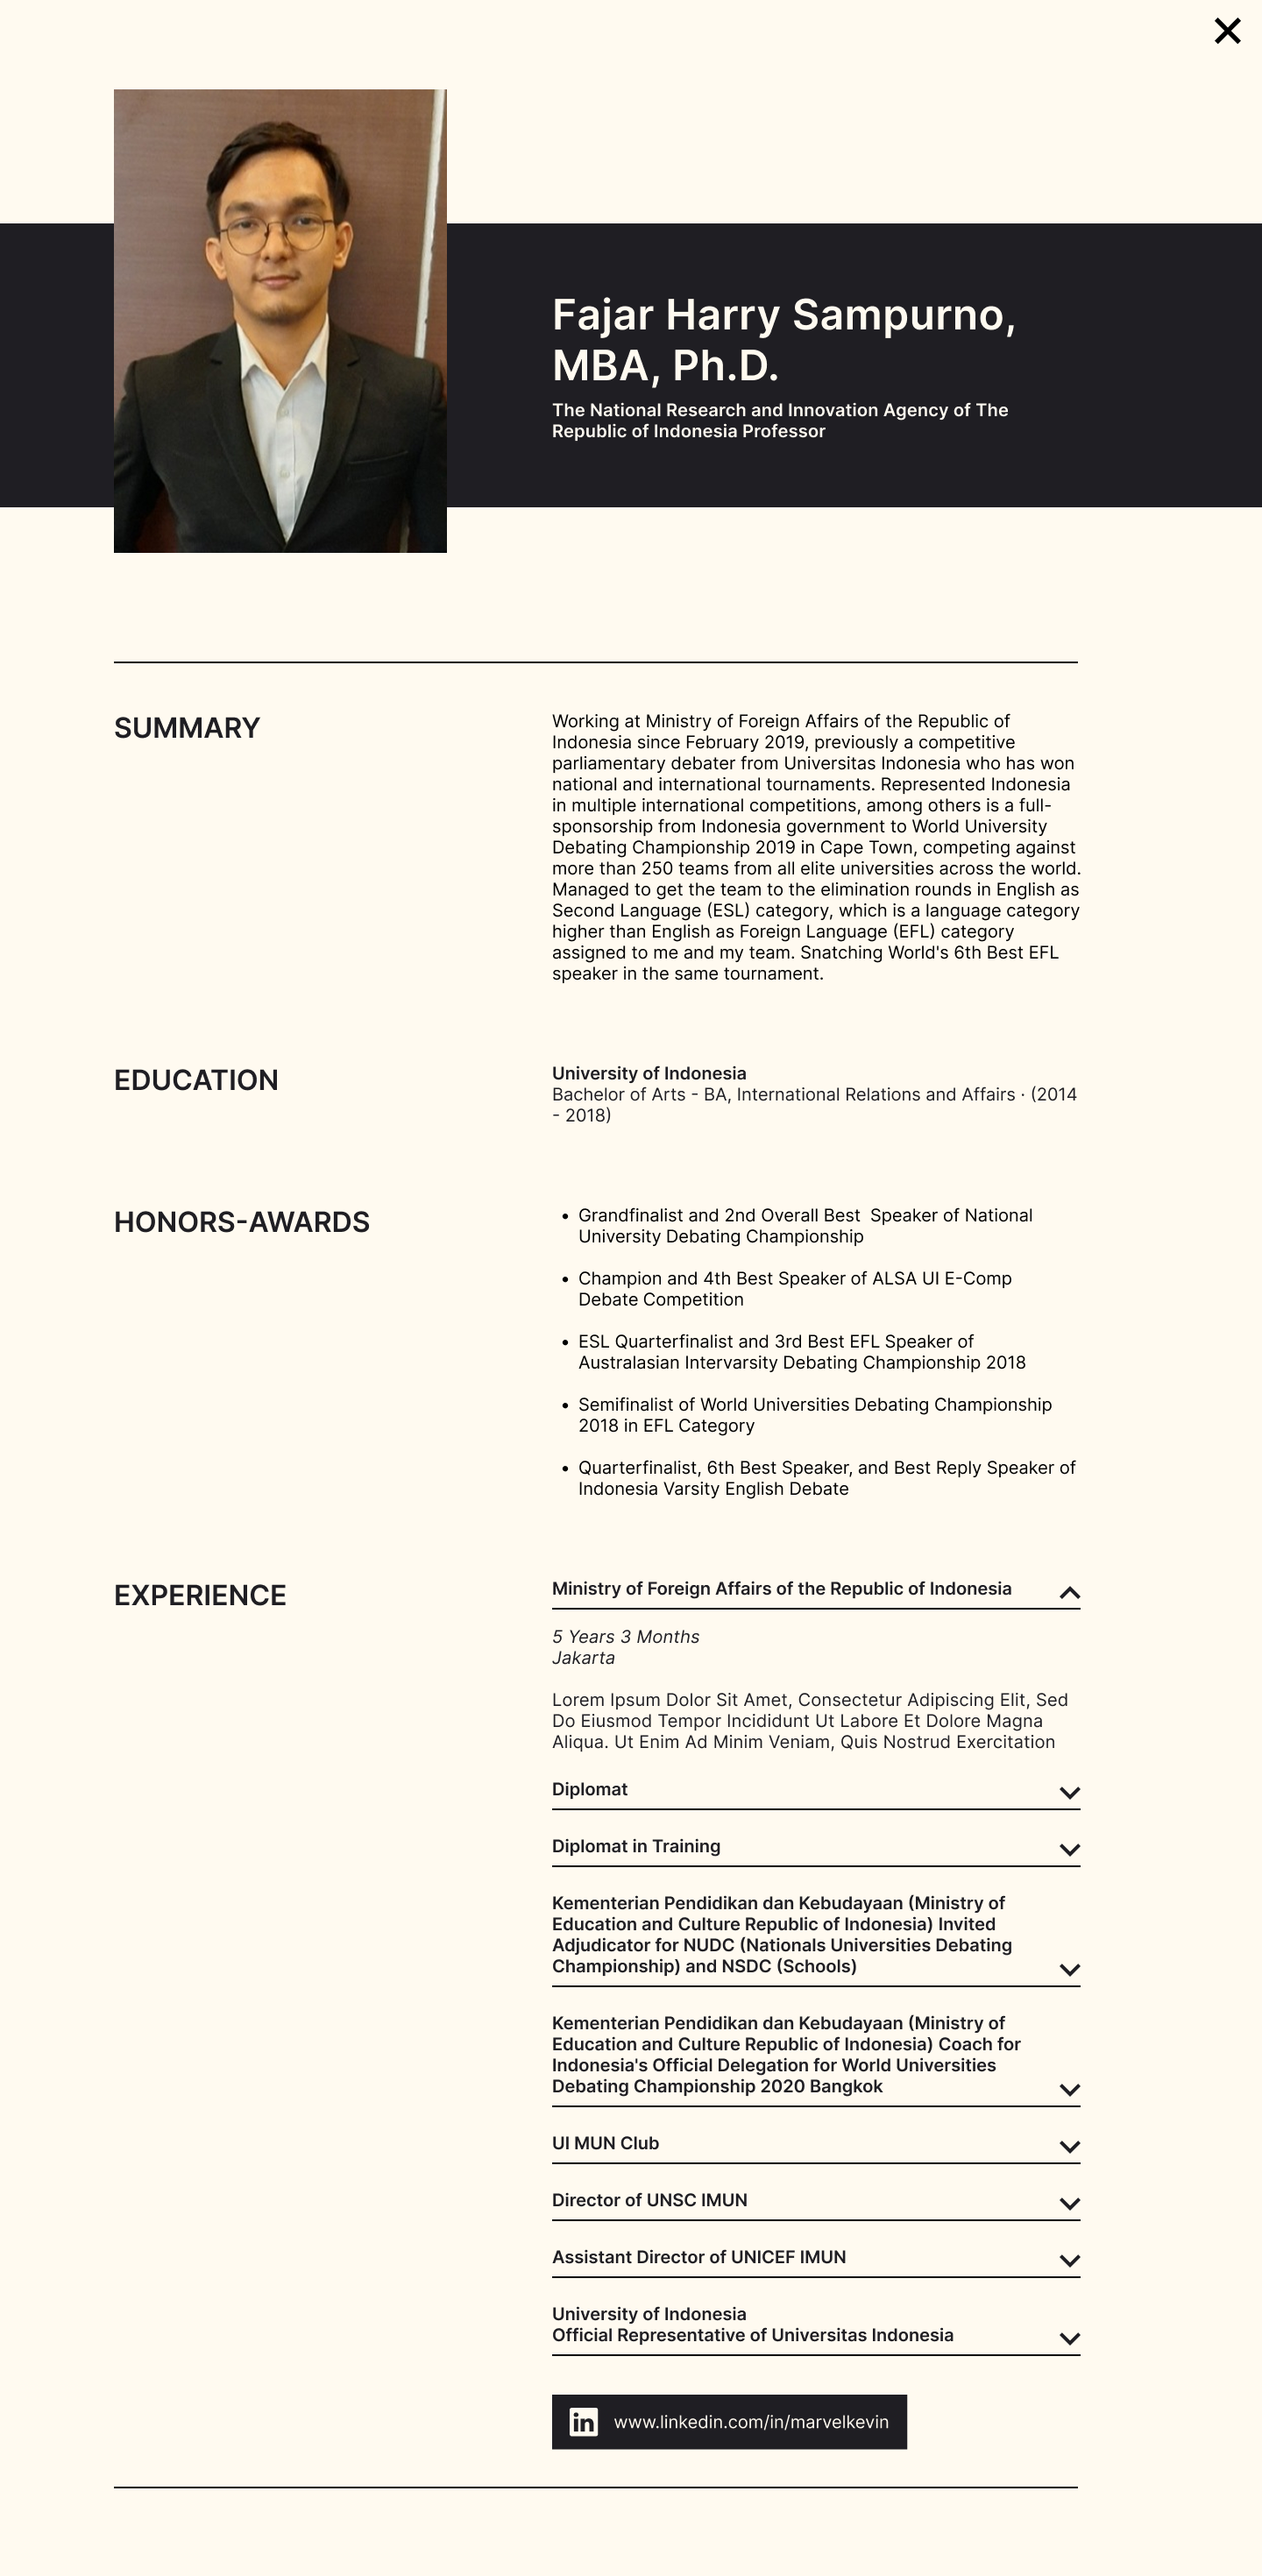 Fajar Harry Sampurno,
MBA, Ph.D.
The National Research and Innovation Agency of The
Republic of Indonesia Professor
SUMMARY
Working at Ministry of Foreign Affairs of the Republic of
Indonesia since February 2019, previously a competitive
parliamentary debater from Universitas Indonesia who has won
national and international tournaments. Represented Indonesia
in multiple international competitions, among others is a full-
sponsorship from Indonesia government to World University
Debating Championship 2019 in Cape Town, competing against
more than 250 teams from all elite universities across the world.
Managed to get the team to the elimination rounds in English as
Second Language (ESL) category, which is a language category
higher than English as Foreign Language (EFL) category
assigned to me and my team. Snatching World's 6th Best EFL
speaker in the same tournament.
EDUCATION
University of Indonesia
Bachelor of Arts - BA, International Relations and Affairs · (2014
- 2018)
HONORS-AWARDS
• Grandfinalist and 2nd Overall Best  Speaker of National
University Debating Championship
• Champion and 4th Best Speaker of ALSA UI E-Comp
Debate Competition
• ESL Quarterfinalist and 3rd Best EFL Speaker of
Australasian Intervarsity Debating Championship 2018
• Semifinalist of World Universities Debating Championship
2018 in EFL Category
• Quarterfinalist, 6th Best Speaker, and Best Reply Speaker of
Indonesia Varsity English Debate
EXPERIENCE
Ministry of Foreign Affairs of the Republic of Indonesia
5 Years 3 Months
Jakarta
Lorem Ipsum Dolor Sit Amet, Consectetur Adipiscing Elit, Sed
Do Eiusmod Tempor Incididunt Ut Labore Et Dolore Magna
Aliqua. Ut Enim Ad Minim Veniam, Quis Nostrud Exercitation
Diplomat
Diplomat in Training
Kementerian Pendidikan dan Kebudayaan (Ministry of
Education and Culture Republic of Indonesia) Invited
Adjudicator for NUDC (Nationals Universities Debating
Championship) and NSDC (Schools)
Kementerian Pendidikan dan Kebudayaan (Ministry of
Education and Culture Republic of Indonesia) Coach for
Indonesia's Official Delegation for World Universities
Debating Championship 2020 Bangkok
UI MUN Club
Director of UNSC IMUN
Assistant Director of UNICEF IMUN
University of Indonesia
Official Representative of Universitas Indonesia
in www.linkedin.com/in/marvelkevin